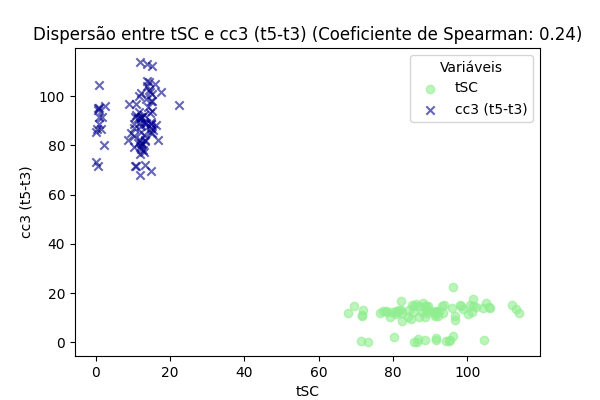 Dispersão entre tSC e cc3 (t5-t3) (Coeficiente de Spearman: 0.24)
Variáveis
tSC
cc3 (t5-t3)
cc3 (t5-t3)
100
80
60
40
20
0
0 20 40 60 80 100
tSC